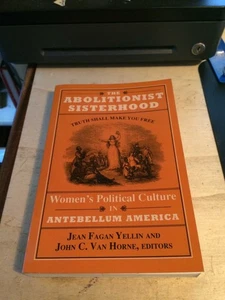 THE
ABOLITIONIST
SISTERHOOD
TRUTH SHALL MAKE YOU FREE
Women's Political Culture
IN
ANTEBELLUM AMERICA
JEAN FAGAN YELLIN AND
JOHN C. VAN HORNE, EDITORS